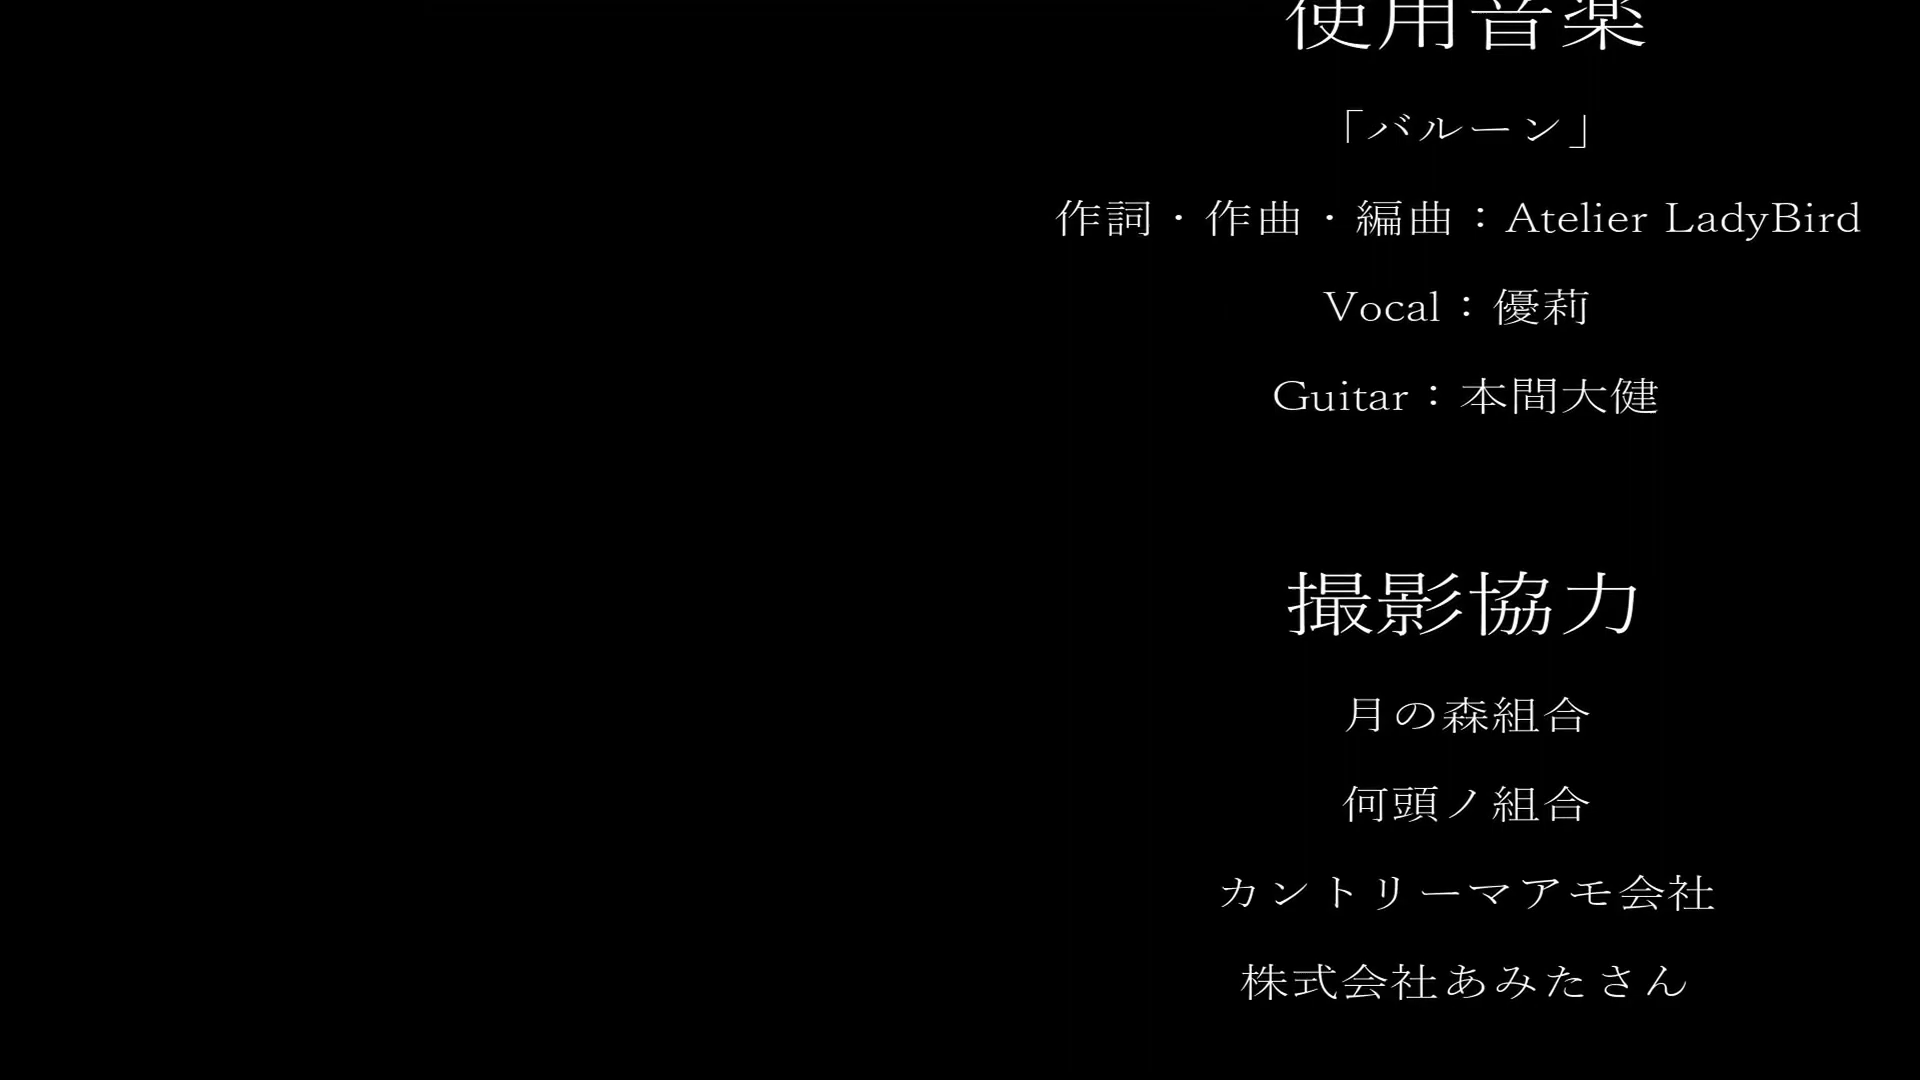 使用音楽
「バルーン」
作詞・作曲・編曲：Atelier LadyBird
Vocal：優莉
Guitar：本間大健
撮影協力
月の森組合
何頭ノ組合
カントリーマアモ会社
株式会社あみたさん